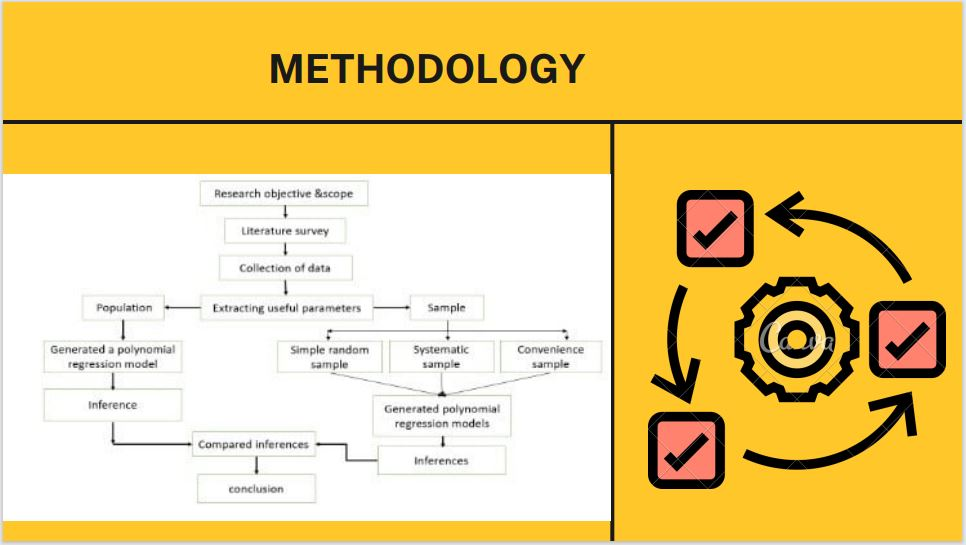 METHODOLOGY
Research objective &scope
Literature survey
Collection of data
Population
Extracting useful parameters
Sample
Generated a polynomial
regression model
Simple random
sample
Systematic
sample
Convenience
sample
Inference
Generated polynomial
regression models
Compared inferences
Inferences
conclusion
Canva